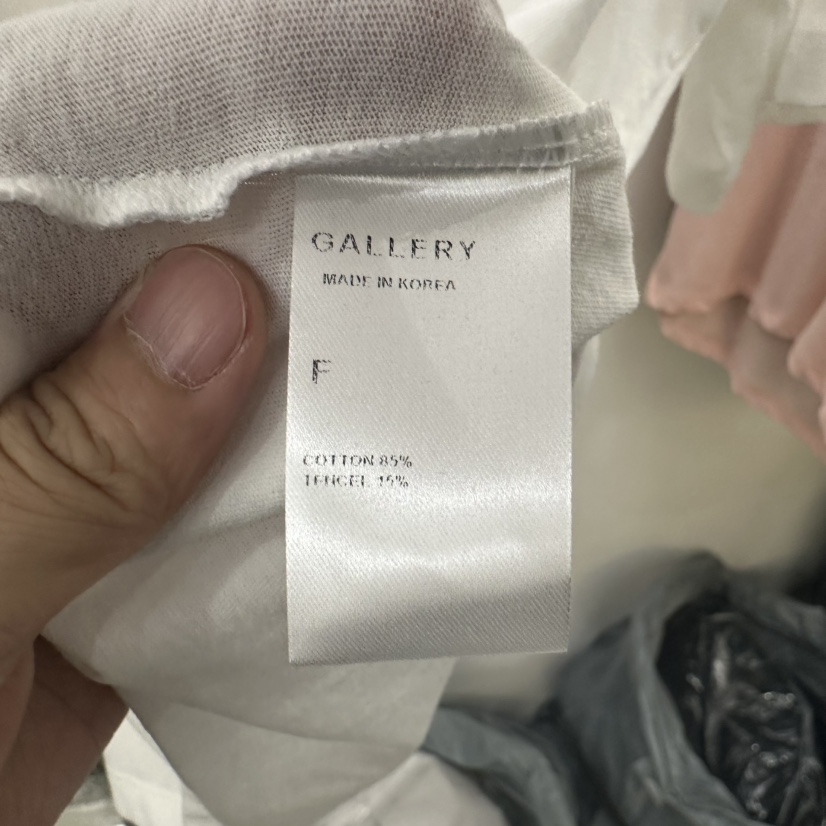 GALLERY
MADE IN KOREA
F
COTTON 85%
TENCEL 15%